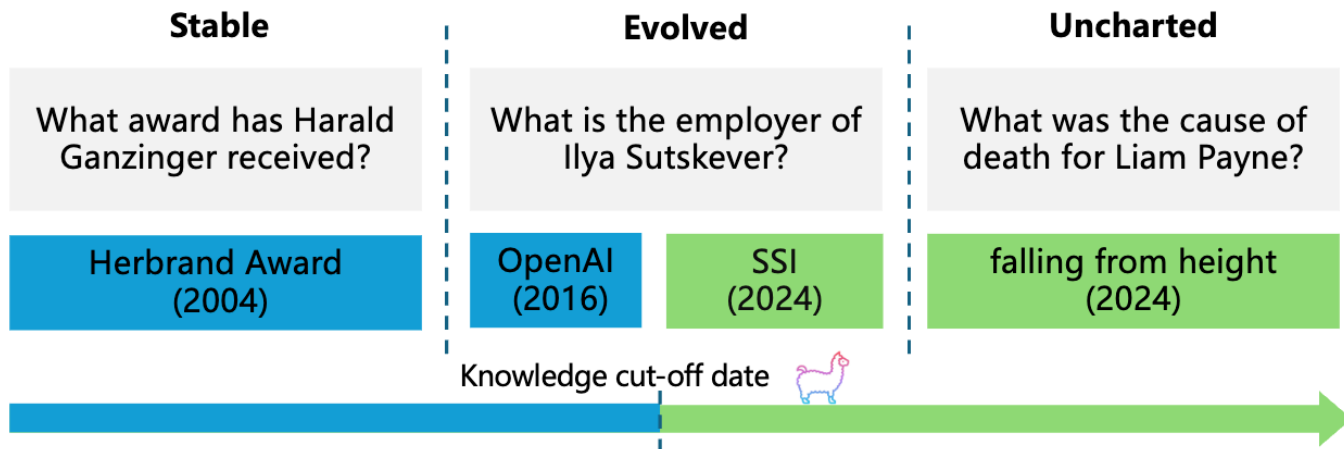 Stable
Evolved
Uncharted
What award has Harald
Ganzinger received?
What is the employer of
Ilya Sutskever?
What was the cause of
death for Liam Payne?
Herbrand Award
(2004)
OpenAI
(2016)
SSI
(2024)
falling from height
(2024)
Knowledge cut-off date